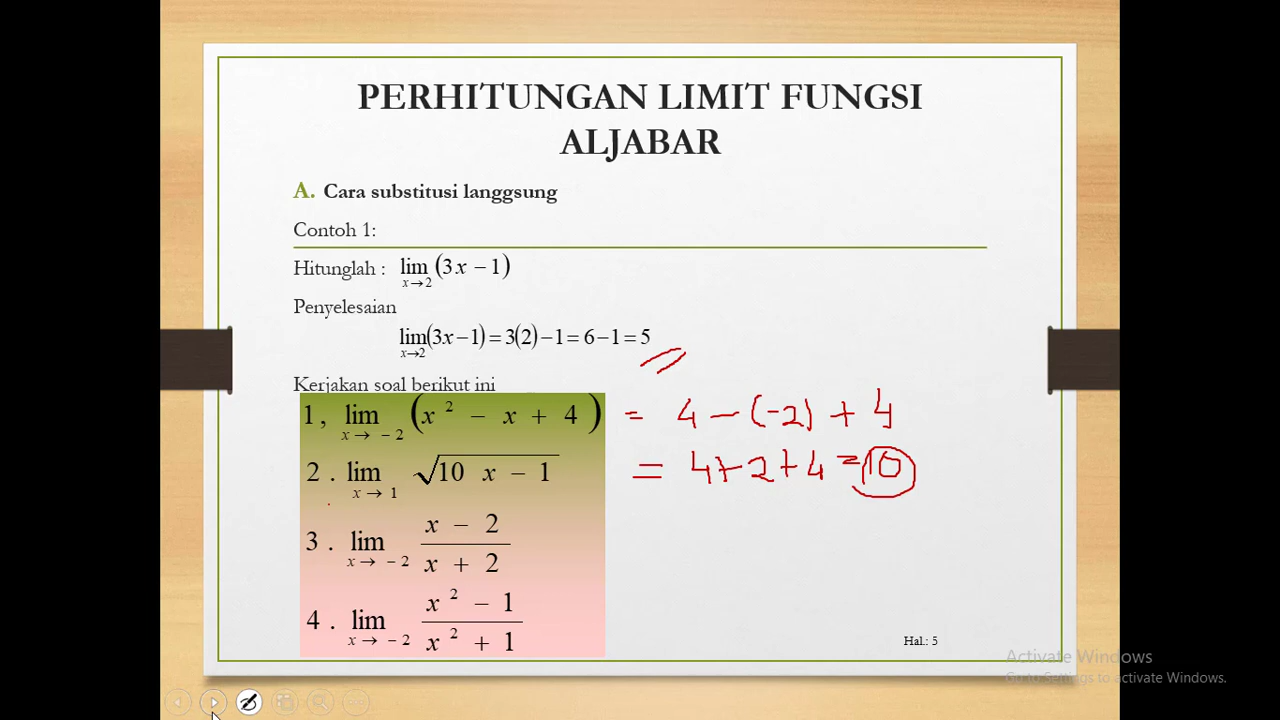 PERHITUNGAN LIMIT FUNGSI
ALJABAR
A. Cara substitusi langgsung
Contoh 1:
Hitunglah : lim (3x − 1)
x→2
Penyelesaian
lim(3x−1) = 3(2)−1 = 6−1 = 5
x→2
Kerjakan soal berikut ini
1, lim (x² − x + 4) = 4 − (-2) + 4
x → − 2
2 . lim √10 x − 1 = 4+2+4 = 10
x → 1
3 . lim x − 2
x → − 2 x + 2
4 . lim x² − 1
x → − 2 x² + 1
Hal.: 5
Activate Windows
Go to Settings to activate Windows.